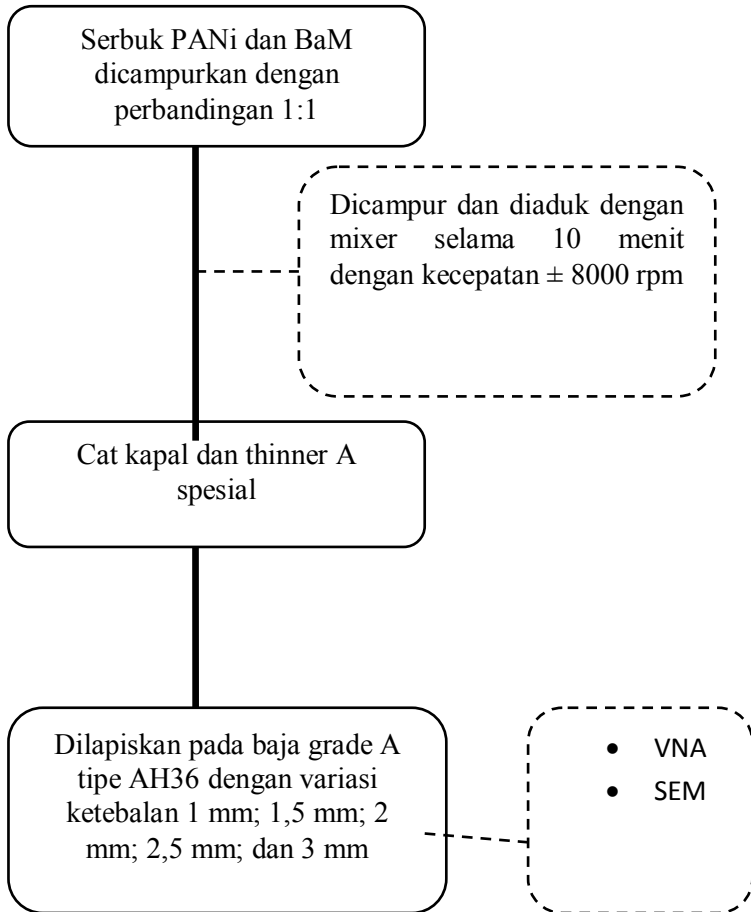 Serbuk PANi dan BaM
dicampurkan dengan
perbandingan 1:1
Dicampur dan diaduk dengan
mixer selama 10 menit
dengan kecepatan ± 8000 rpm
Cat kapal dan thinner A
spesial
Dilapiskan pada baja grade A
tipe AH36 dengan variasi
ketebalan 1 mm; 1,5 mm; 2
mm; 2,5 mm; dan 3 mm
• VNA
• SEM